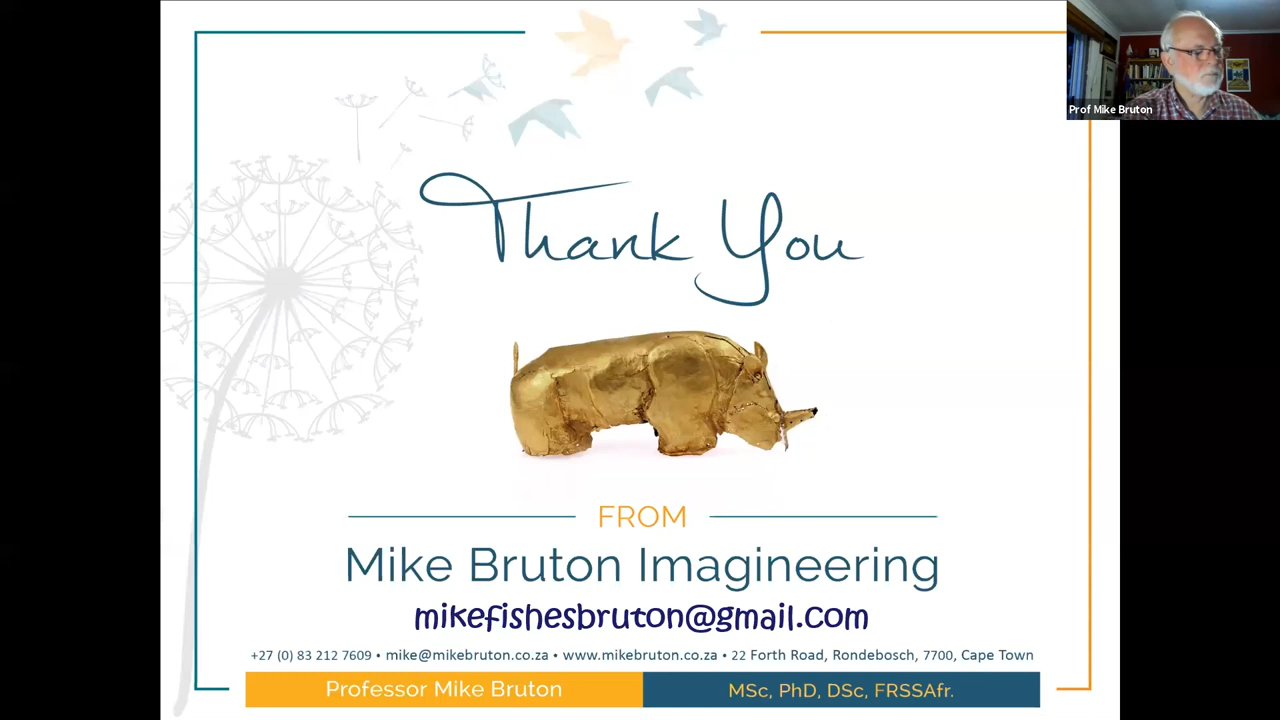 Prof Mike Bruton
Thank You
FROM
Mike Bruton Imagineering
mikefishesbruton@gmail.com
+27 (0) 83 212 7609 • mike@mikebruton.co.za • www.mikebruton.co.za • 22 Forth Road, Rondebosch, 7700, Cape Town
Professor Mike Bruton
MSc, PhD, DSc, FRSSAfr.